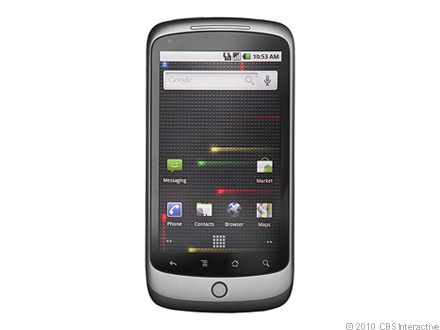 10:53 AM
Google
Messaging
Market
Phone
Contacts
Browser
Maps
© 2010 CBS Interactive